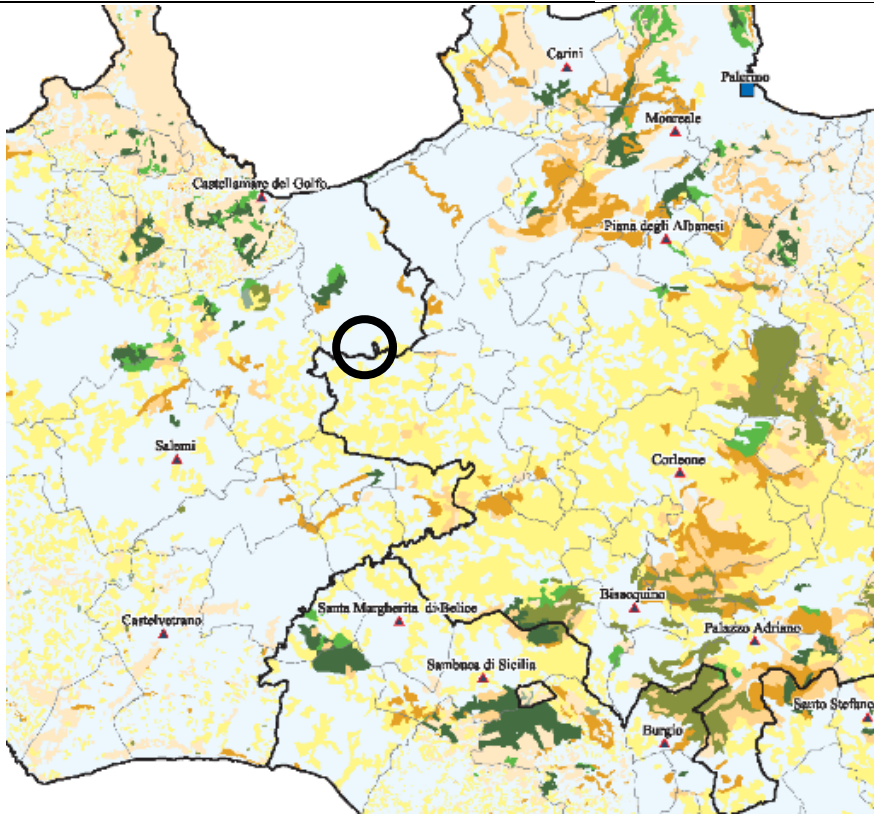 Carini
Palermo
Monreale
Castellamare del Golfo
Piana degli Albanesi
Salemi
Corleone
Bisacquino
Santa Margherita di Belice
Castelvetrano
Palazzo Adriano
Sambuca di Sicilia
Santo Stefano
Burgio